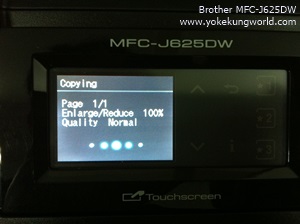 Brother MFC-J625DW
www.yokekungworld.com
MFC-J625DW
Copying
Page 1/1
Enlarge/Reduce 100%
Quality Normal
Touchscreen